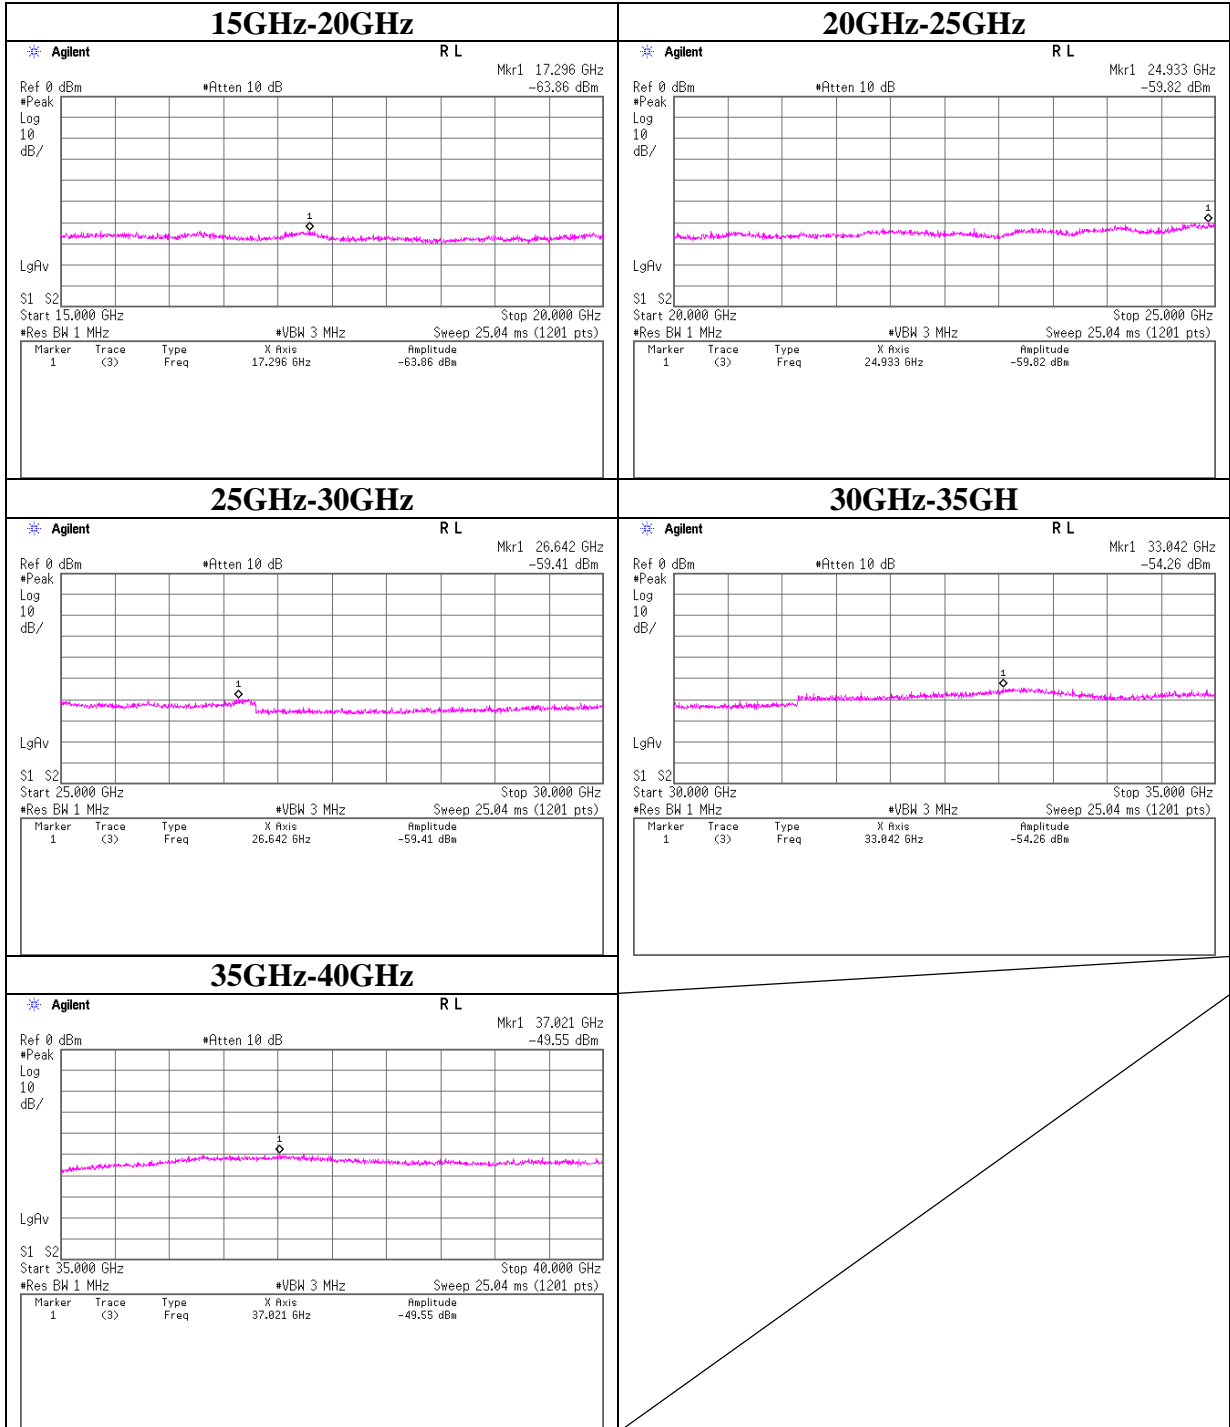 15GHz-20GHz
Agilent R L
Mkr1 17.296 GHz
Ref 0 dBm #Atten 10 dB -63.86 dBm
#Peak
Log
10
dB/
1
LgAv
S1 S2
Start 15.000 GHz Stop 20.000 GHz
#Res BW 1 MHz #VBW 3 MHz Sweep 25.04 ms (1201 pts)
Marker Trace Type X Axis Amplitude
1 (3) Freq 17.296 GHz -63.86 dBm
20GHz-25GHz
Agilent R L
Mkr1 24.933 GHz
Ref 0 dBm #Atten 10 dB -59.82 dBm
#Peak
Log
10
dB/
1
LgAv
S1 S2
Start 20.000 GHz Stop 25.000 GHz
#Res BW 1 MHz #VBW 3 MHz Sweep 25.04 ms (1201 pts)
Marker Trace Type X Axis Amplitude
1 (3) Freq 24.933 GHz -59.82 dBm
25GHz-30GHz
Agilent R L
Mkr1 26.642 GHz
Ref 0 dBm #Atten 10 dB -59.41 dBm
#Peak
Log
10
dB/
1
LgAv
S1 S2
Start 25.000 GHz Stop 30.000 GHz
#Res BW 1 MHz #VBW 3 MHz Sweep 25.04 ms (1201 pts)
Marker Trace Type X Axis Amplitude
1 (3) Freq 26.642 GHz -59.41 dBm
30GHz-35GH
Agilent R L
Mkr1 33.042 GHz
Ref 0 dBm #Atten 10 dB -54.26 dBm
#Peak
Log
10
dB/
1
LgAv
S1 S2
Start 30.000 GHz Stop 35.000 GHz
#Res BW 1 MHz #VBW 3 MHz Sweep 25.04 ms (1201 pts)
Marker Trace Type X Axis Amplitude
1 (3) Freq 33.042 GHz -54.26 dBm
35GHz-40GHz
Agilent R L
Mkr1 37.021 GHz
Ref 0 dBm #Atten 10 dB -49.55 dBm
#Peak
Log
10
dB/
1
LgAv
S1 S2
Start 35.000 GHz Stop 40.000 GHz
#Res BW 1 MHz #VBW 3 MHz Sweep 25.04 ms (1201 pts)
Marker Trace Type X Axis Amplitude
1 (3) Freq 37.021 GHz -49.55 dBm